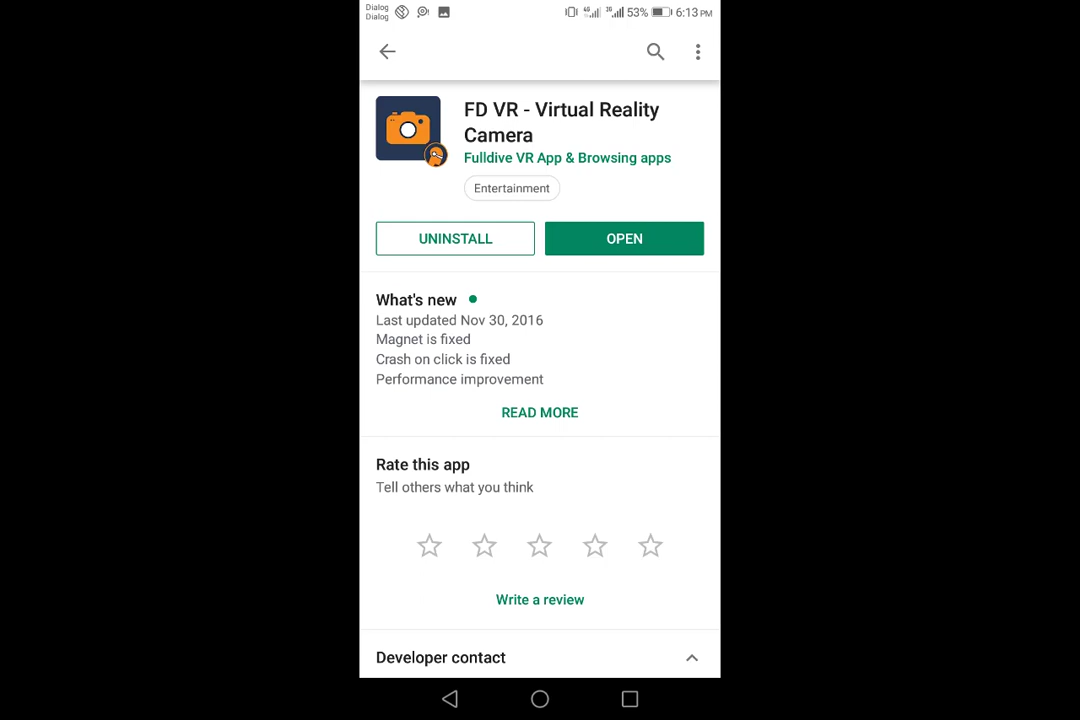 Dialog
Dialog
4G
3G
53%
6:13 PM
FD VR - Virtual Reality
Camera
Fulldive VR App & Browsing apps
Entertainment
UNINSTALL
OPEN
What's new
Last updated Nov 30, 2016
Magnet is fixed
Crash on click is fixed
Performance improvement
READ MORE
Rate this app
Tell others what you think
Write a review
Developer contact